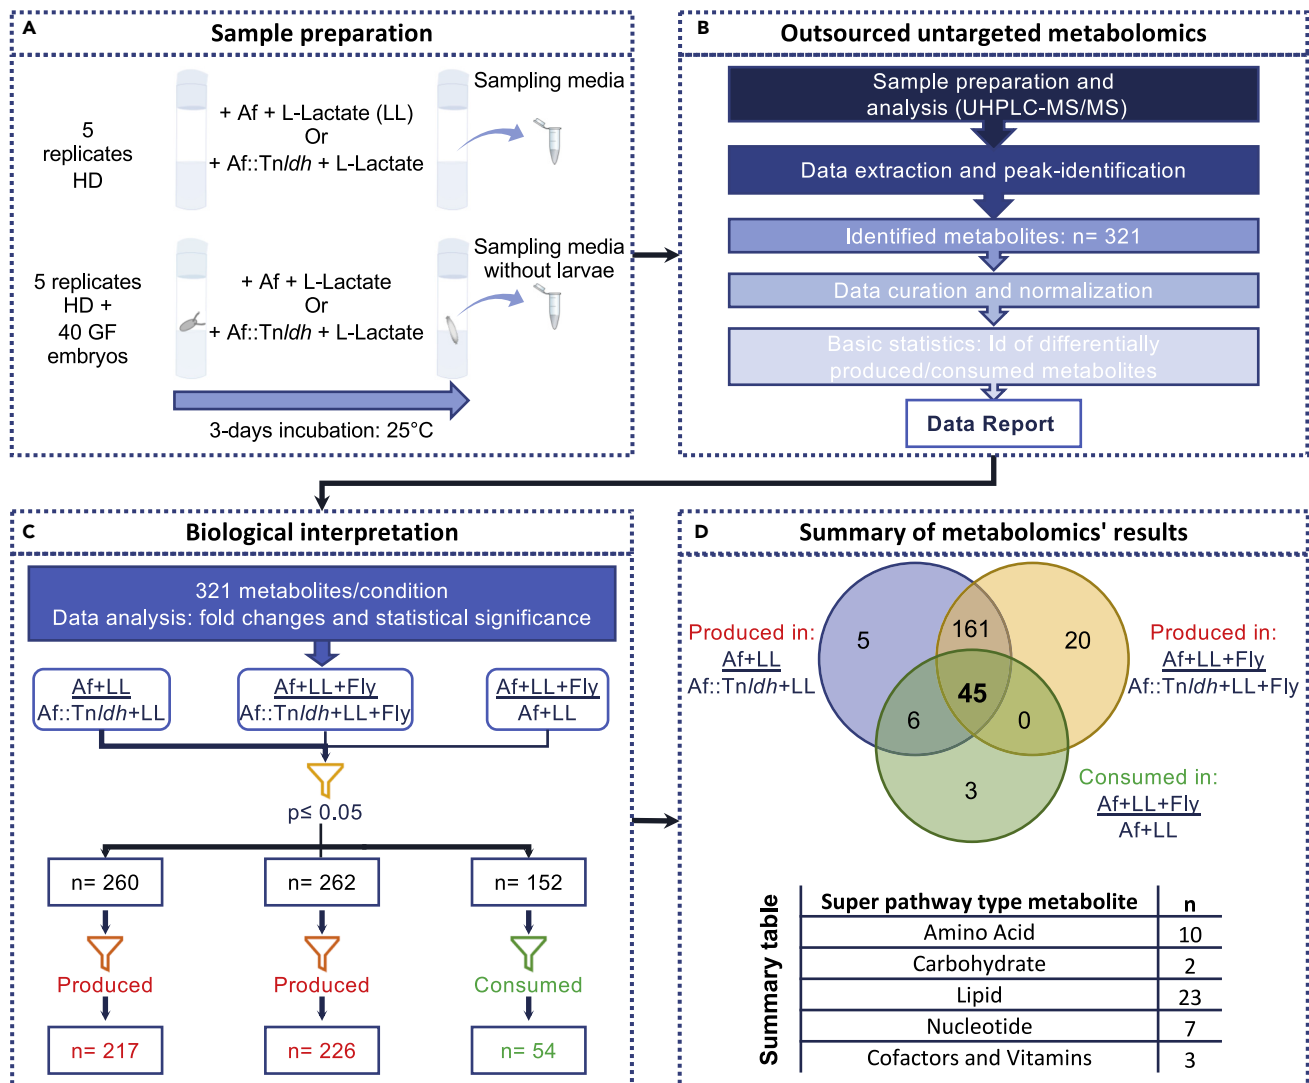 A
Sample preparation
5
replicates
HD
+ Af + L-Lactate (LL)
Or
+ Af::Tnldh + L-Lactate
Sampling media
5 replicates
HD +
40 GF
embryos
+ Af + L-Lactate
Or
+ Af::Tnldh + L-Lactate
Sampling media
without larvae
3-days incubation: 25°C
B
Outsourced untargeted metabolomics
Sample preparation and
analysis (UHPLC-MS/MS)
Data extraction and peak-identification
Identified metabolites: n= 321
Data curation and normalization
Basic statistics: Id of differentially
produced/consumed metabolites
Data Report
C
Biological interpretation
321 metabolites/condition
Data analysis: fold changes and statistical significance
Af+LL
Af::Tnldh+LL
Af+LL+Fly
Af::Tnldh+LL+Fly
Af+LL+Fly
Af+LL
p≤ 0.05
n= 260
n= 262
n= 152
Produced
Produced
Consumed
n= 217
n= 226
n= 54
D
Summary of metabolomics' results
Produced in:
Af+LL
Af::Tnldh+LL
5
161
20
45
6
0
3
Produced in:
Af+LL+Fly
Af::Tnldh+LL+Fly
Consumed in:
Af+LL+Fly
Af+LL
Summary table
Super pathway type metabolite n
Amino Acid 10
Carbohydrate 2
Lipid 23
Nucleotide 7
Cofactors and Vitamins 3